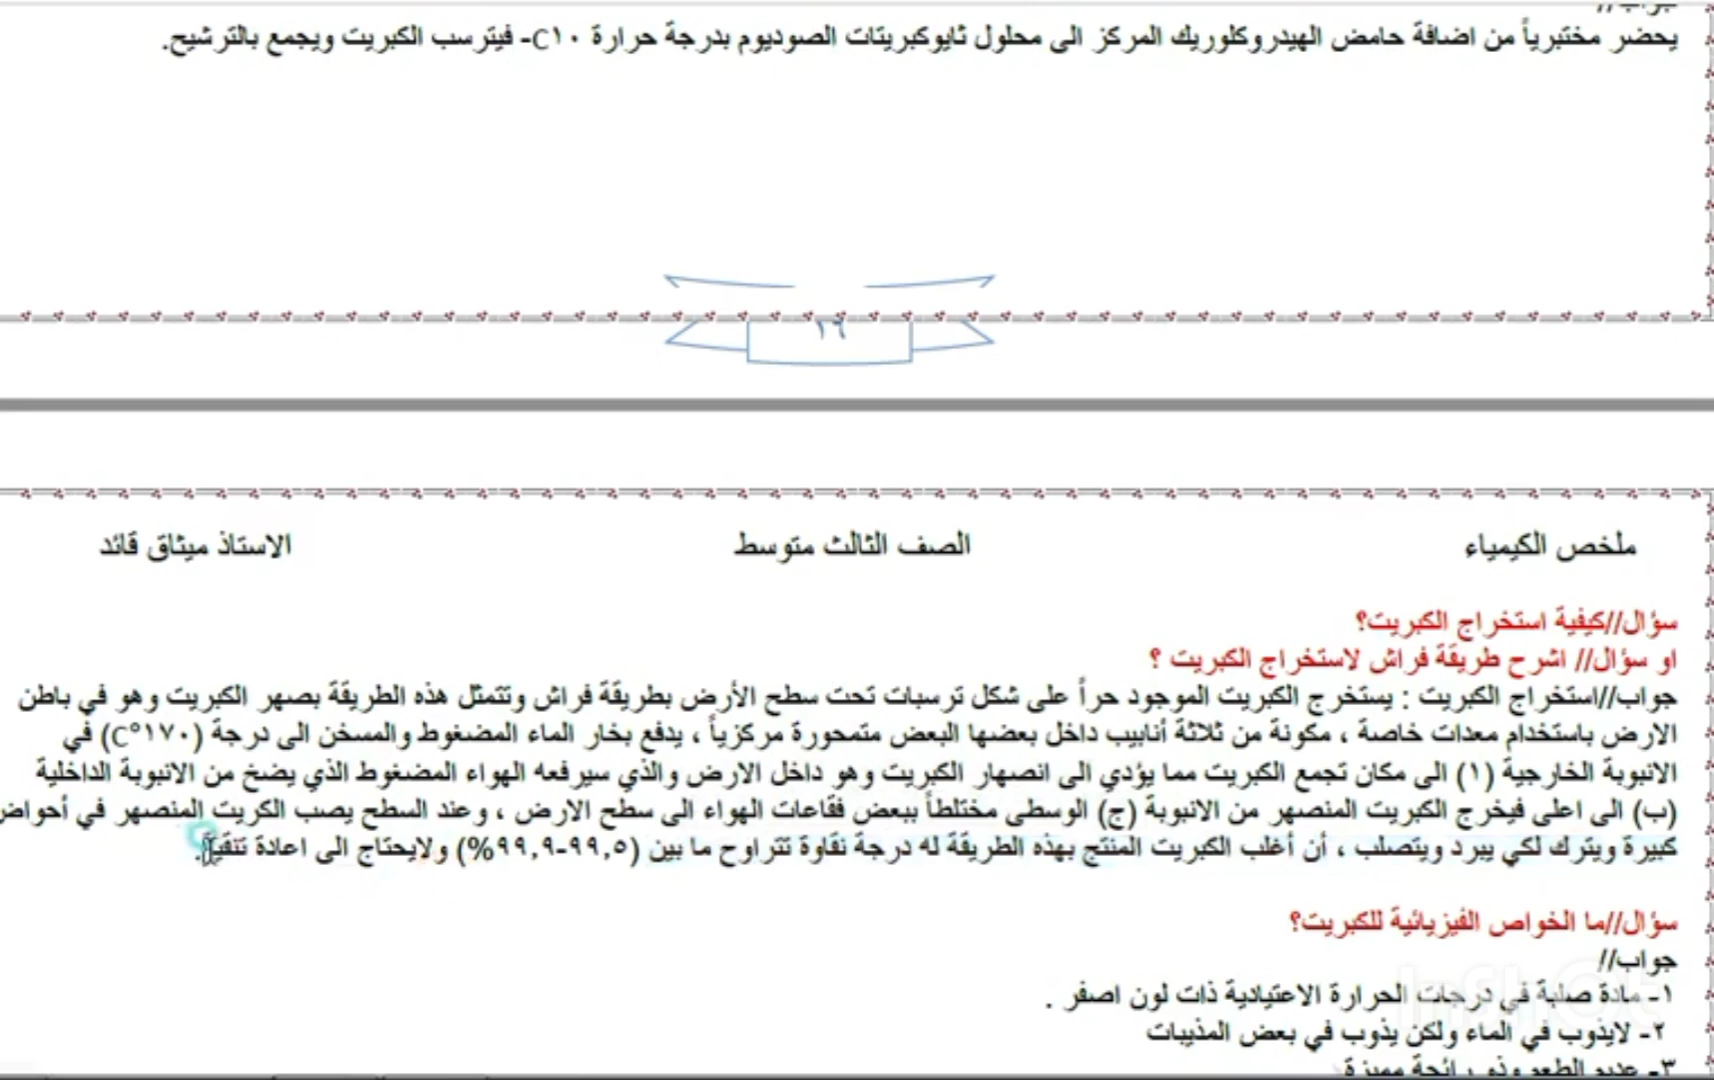 جواب//
يحضر مختبرياً من اضافة حامض الهيدروكلوريك المركز الى محلول ثايوكبريتات الصوديوم بدرجة حرارة ١٠C- فيترسب الكبريت ويجمع بالترشيح.
١٦
ملخص الكيمياء الصف الثالث متوسط الاستاذ ميثاق قائد
سؤال//كيفية استخراج الكبريت؟
او سؤال// اشرح طريقة فراش لاستخراج الكبريت ؟
جواب//استخراج الكبريت : يستخرج الكبريت الموجود حراً على شكل ترسبات تحت سطح الأرض بطريقة فراش وتتمثل هذه الطريقة بصهر الكبريت وهو في باطن
الارض باستخدام معدات خاصة ، مكونة من ثلاثة أنابيب داخل بعضها البعض متمحورة مركزياً ، يدفع بخار الماء المضغوط والمسخن الى درجة (١٧٠°C) في
الانبوبة الخارجية (١) الى مكان تجمع الكبريت مما يؤدي الى انصهار الكبريت وهو داخل الارض والذي سيرفعه الهواء المضغوط الذي يضخ من الانبوبة الداخلية
(ب) الى اعلى فيخرج الكبريت المنصهر من الانبوبة (ج) الوسطى مختلطاً ببعض فقاعات الهواء الى سطح الارض ، وعند السطح يصب الكريت المنصهر في أحواض
كبيرة ويترك لكي يبرد ويتصلب ، أن أغلب الكبريت المنتج بهذه الطريقة له درجة نقاوة تتراوح ما بين (٩٩,٥-٩٩,٩%) ولايحتاج الى اعادة تنقية.
سؤال//ما الخواص الفيزيائية للكبريت؟
جواب//
١- مادة صلبة في درجات الحرارة الاعتيادية ذات لون اصفر .
٢- لايذوب في الماء ولكن يذوب في بعض المذيبات
٣- عديم الطعم وذو رائحة مميزة